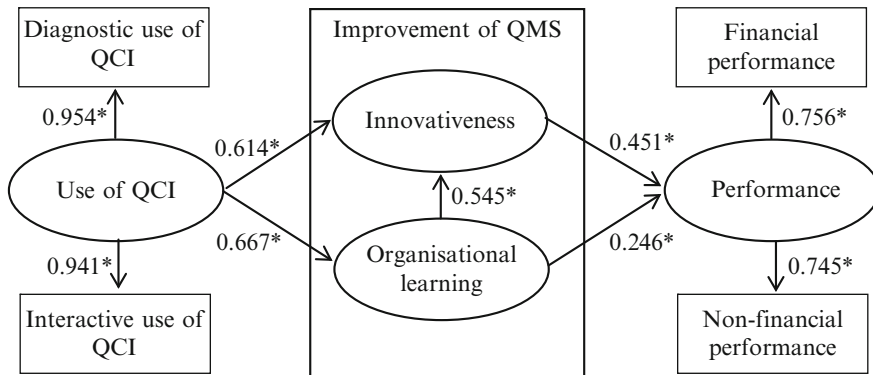 Diagnostic use of
QCI
0.954*
Use of QCI
0.941*
Interactive use of
QCI
0.614*
0.667*
Improvement of QMS
Innovativeness
0.545*
Organisational
learning
0.451*
0.246*
Financial
performance
0.756*
Performance
0.745*
Non-financial
performance